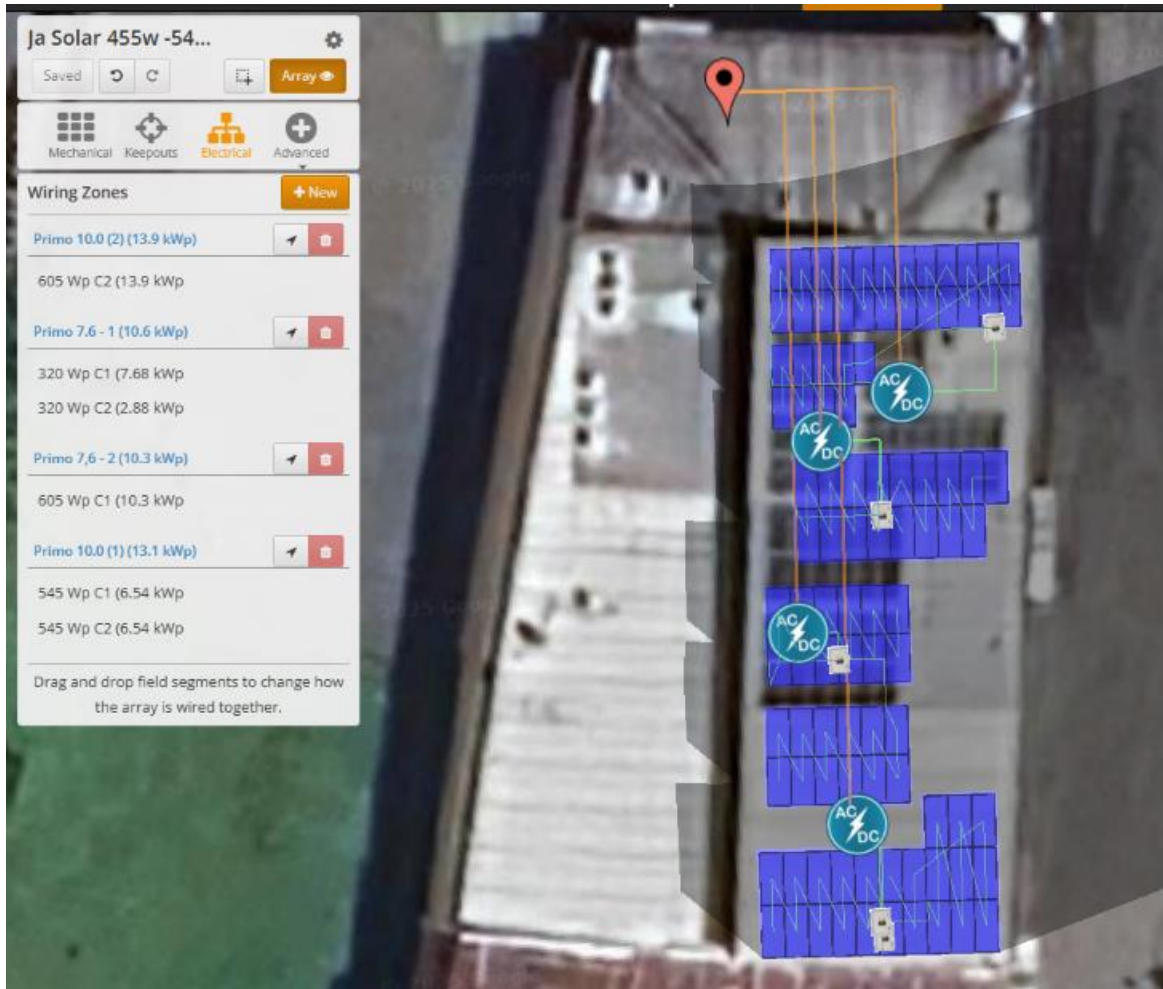 Ja Solar 455w -54...
Saved
Array
Mechanical
Keepouts
Electrical
Advanced
Wiring Zones
+ New
Primo 10.0 (2) (13.9 kWp)
605 Wp C2 (13.9 kWp
Primo 7.6 - 1 (10.6 kWp)
320 Wp C1 (7.68 kWp
320 Wp C2 (2.88 kWp
Primo 7,6 - 2 (10.3 kWp)
605 Wp C1 (10.3 kWp
Primo 10.0 (1) (13.1 kWp)
545 Wp C1 (6.54 kWp
545 Wp C2 (6.54 kWp
Drag and drop field segments to change how
the array is wired together.
AC DC
AC DC
AC DC
AC DC